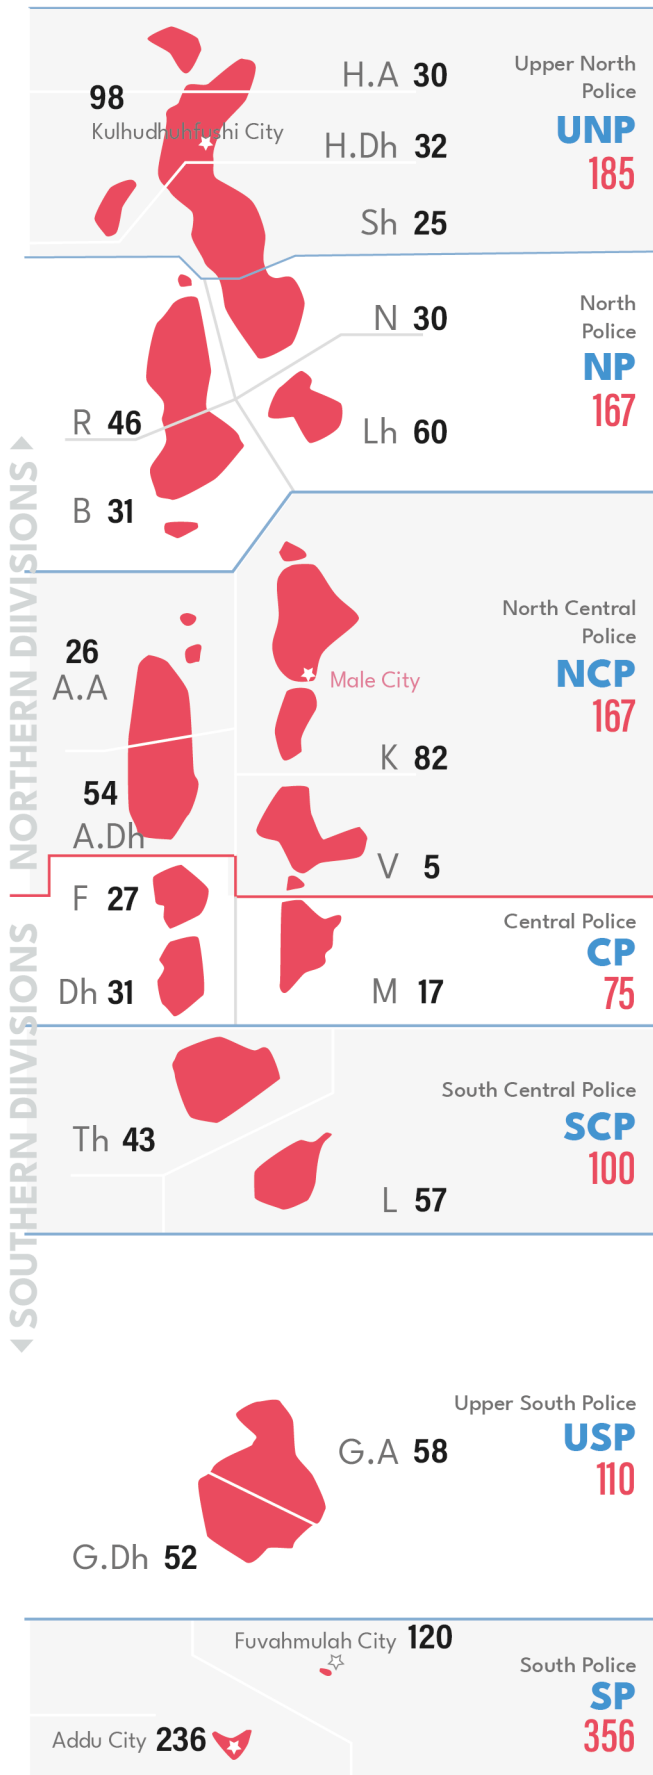 H.A 30
Upper North
Police
98
UNP
Kulhudhuhfushi City
H.Dh 32
185
Sh 25
N 30
North
Police
NP
167
R 46
Lh 60
B 31
NORTHERN DIIVISIONS
North Central
Police
NCP
167
26
A.A
Male City
K 82
54
A.Dh
V 5
F 27
Central Police
CP
75
Dh 31
M 17
SOUTHERN DIIVISIONS
South Central Police
SCP
100
Th 43
L 57
Upper South Police
USP
110
G.A 58
G.Dh 52
Fuvahmulah City 120
South Police
SP
356
Addu City 236